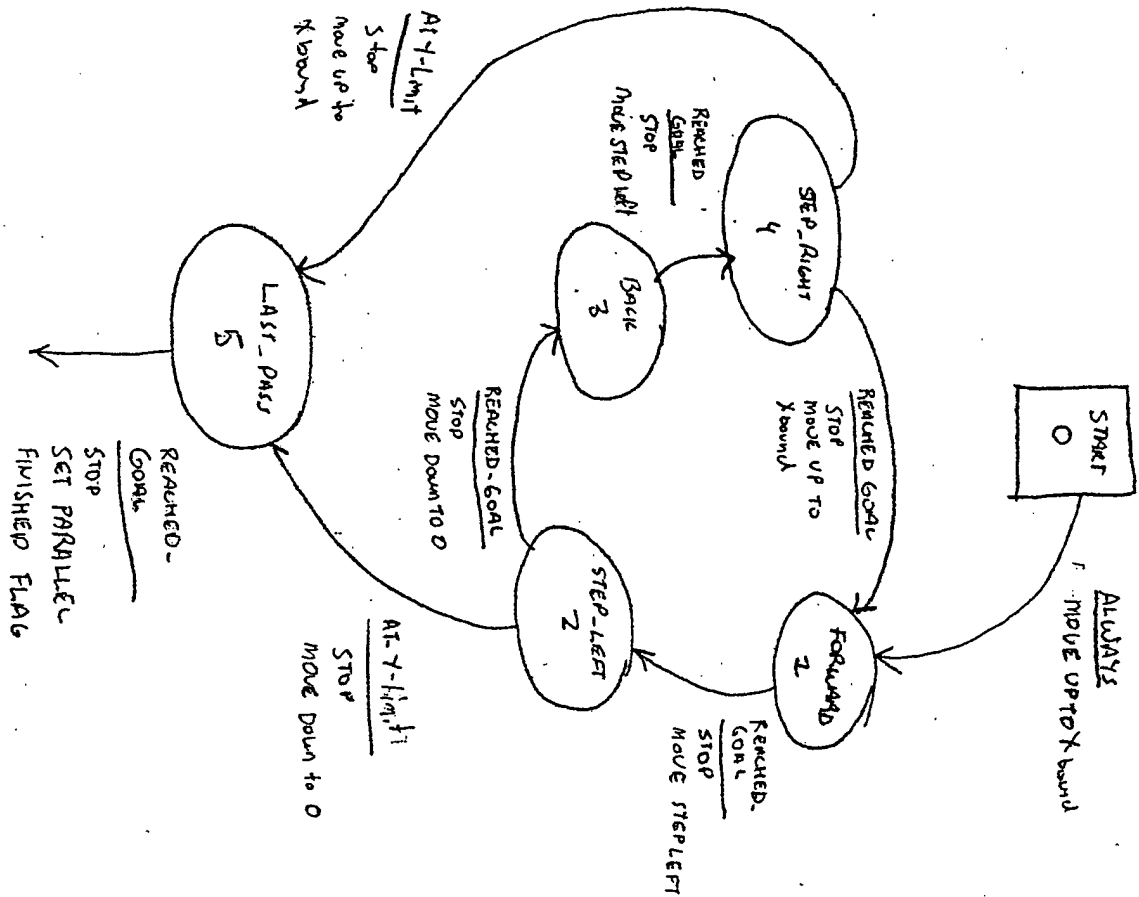 START
0
ALWAYS
MOVE UP TO X bound
FORWARD
1
REACHED-
GOAL
STOP
MOVE STEP LEFT
REACHED GOAL
STOP
MOVE UP TO
X bound
STEP_RIGHT
4
STEP_LEFT
2
REACHED
GOAL
STOP
MOVE STEP left
BACK
3
REACHED-GOAL
STOP
MOVE DOWN TO 0
AT-Y-limit
STOP
MOVE DOWN to 0
AT Y-Limit
Stop
move up to
X bound
LAST_PASS
5
REACHED-
GOAL
STOP
SET PARALLEL
FINISHED FLAG